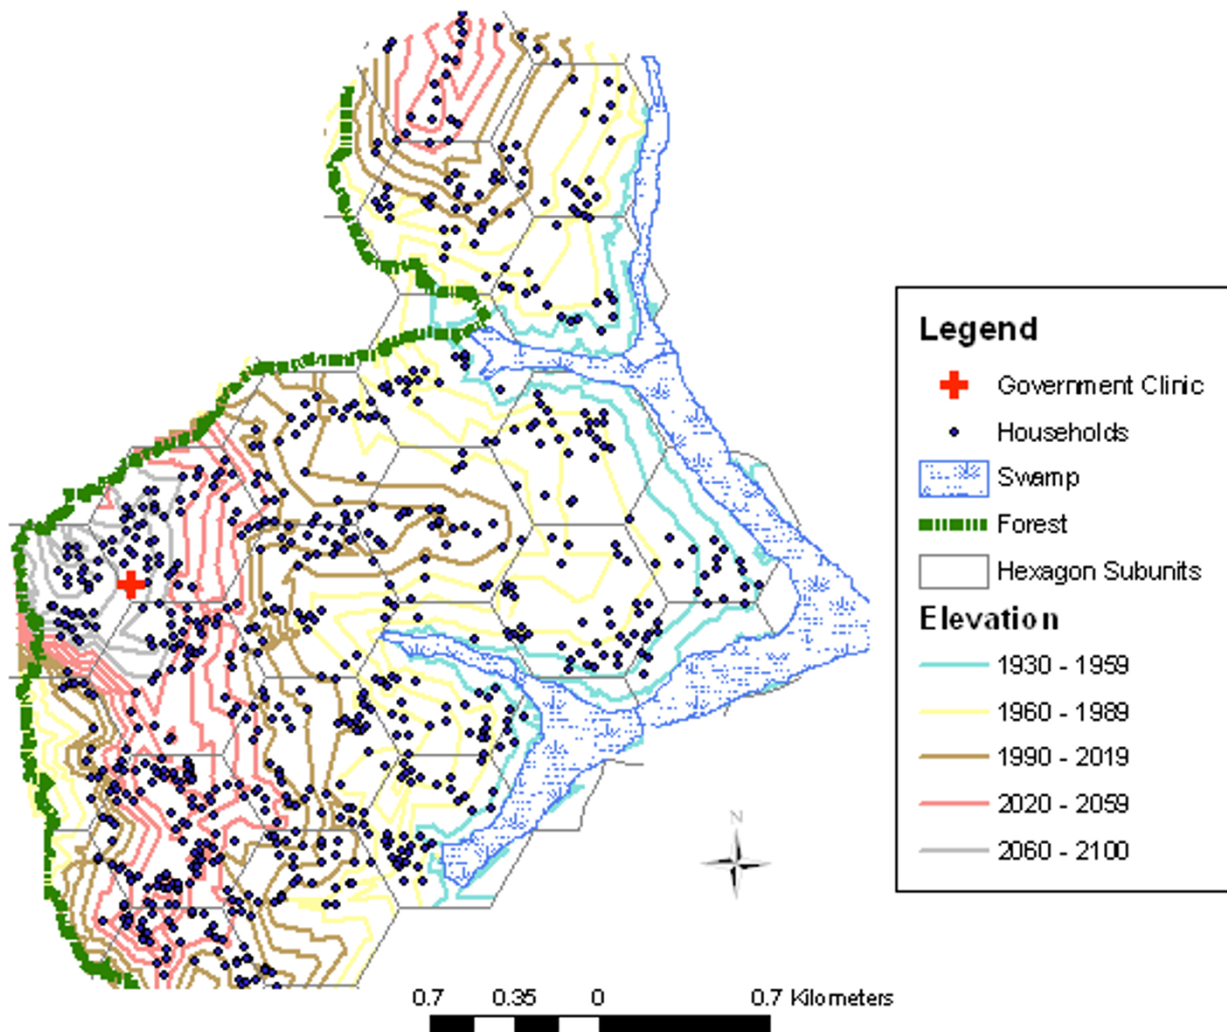 Legend
Government Clinic
Households
Swamp
Forest
Hexagon Subunits
Elevation
1930 - 1959
1960 - 1989
1990 - 2019
2020 - 2059
2060 - 2100
N
0.7 0.35 0 0.7 Kilometers